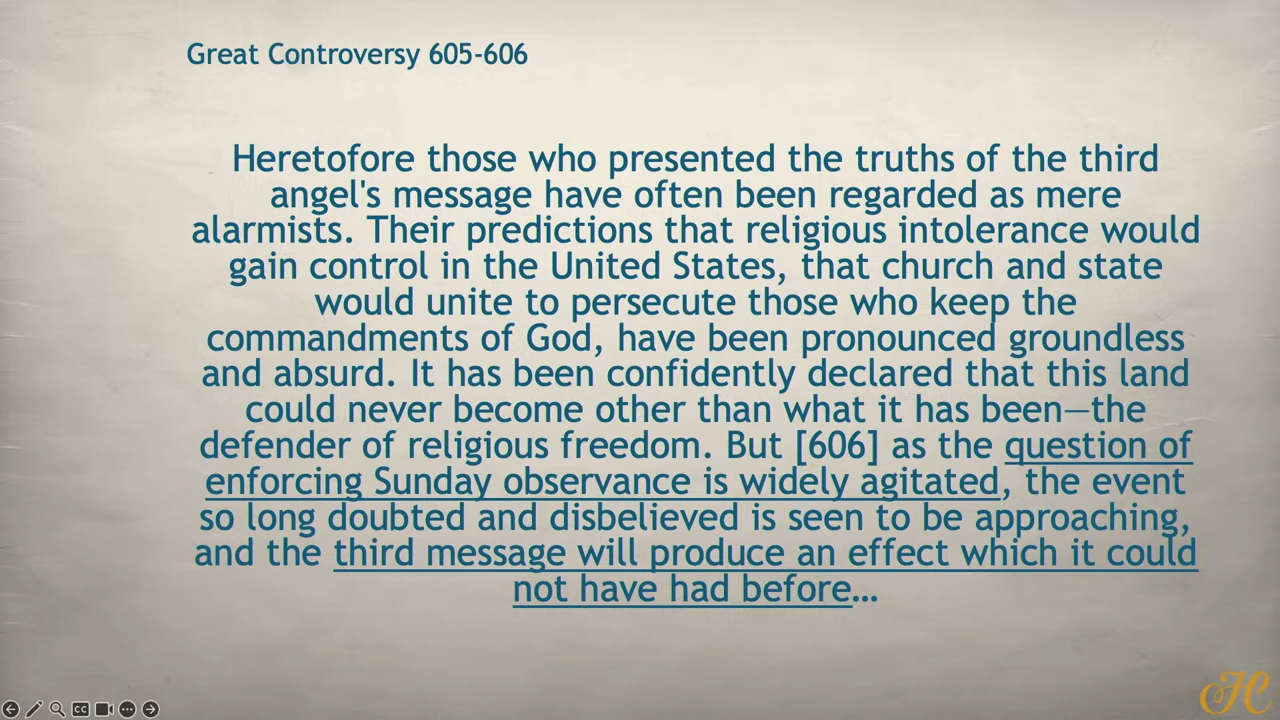 Great Controversy 605-606
Heretofore those who presented the truths of the third
angel's message have often been regarded as mere
alarmists. Their predictions that religious intolerance would
gain control in the United States, that church and state
would unite to persecute those who keep the
commandments of God, have been pronounced groundless
and absurd. It has been confidently declared that this land
could never become other than what it has been—the
defender of religious freedom. But [606] as the question of
enforcing Sunday observance is widely agitated, the event
so long doubted and disbelieved is seen to be approaching,
and the third message will produce an effect which it could
not have had before…
CC